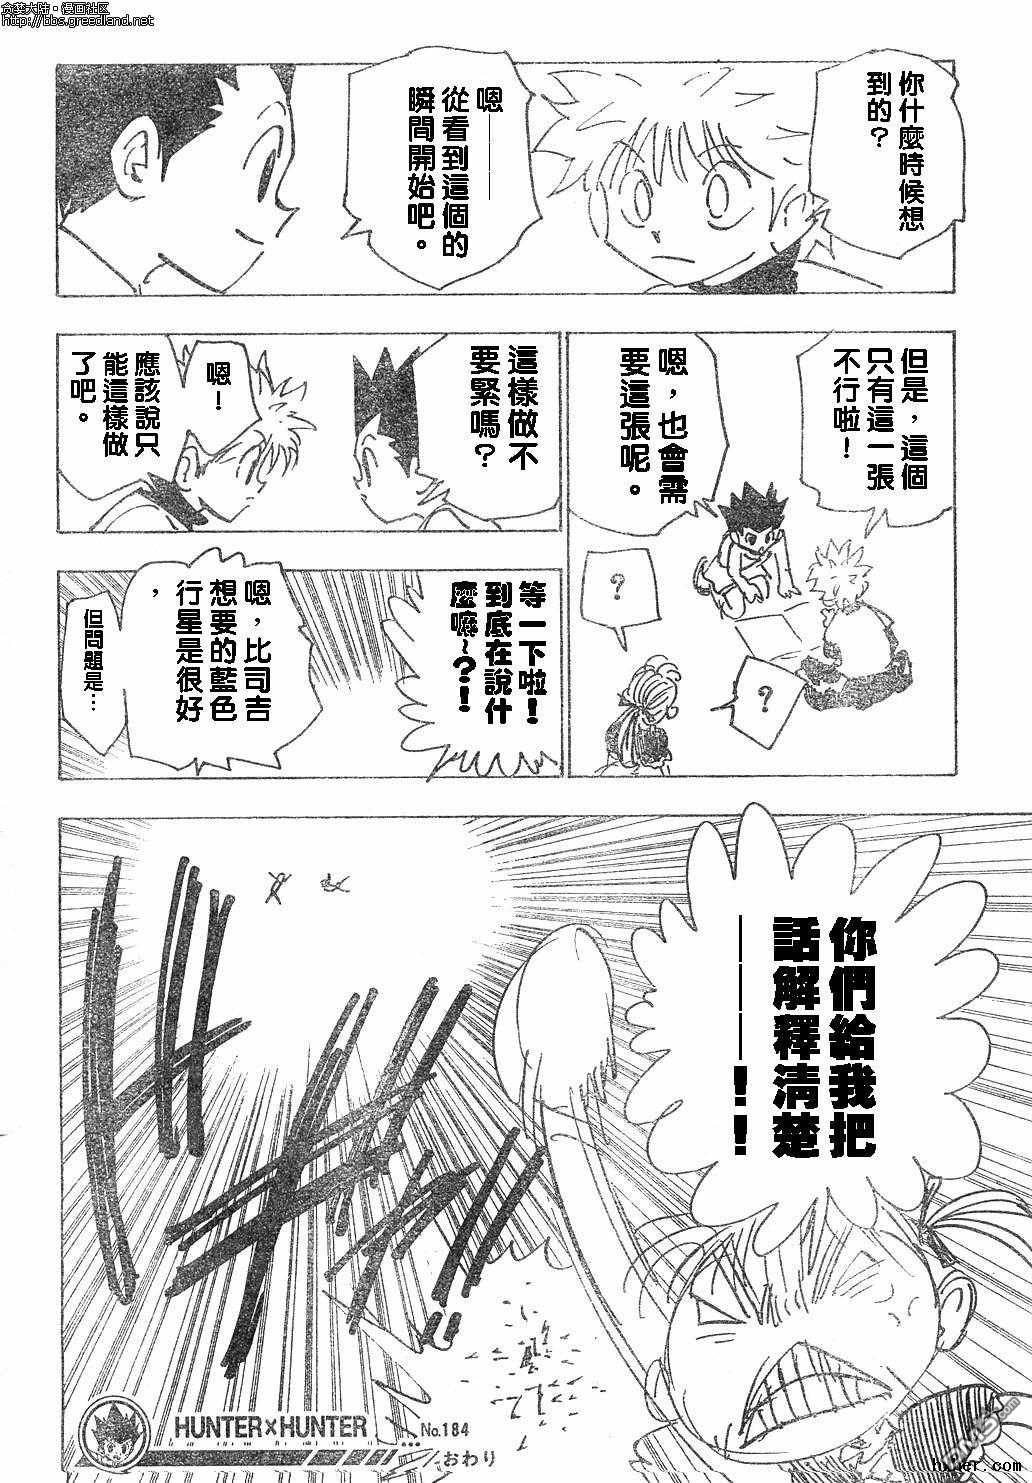 贪婪大陆·漫画社区
http://bbs.greedland.net
你什麼時候想
到的？
嗯——
從看到這個的
瞬間開始吧。
但是，這個
只有這一張
不行啦！
嗯，也會需
要這張呢。
？
？
這樣做不
要緊嗎？
嗯！
應該說只
能這樣做
了吧。
等一下啦！
到底在說什
麼嘛~？！
嗯，比司吉
想要的藍色
行星是很好
，
但問題是…
你們給我把
話解釋清楚
———！！
HUNTER×HUNTER
No.184
おわり